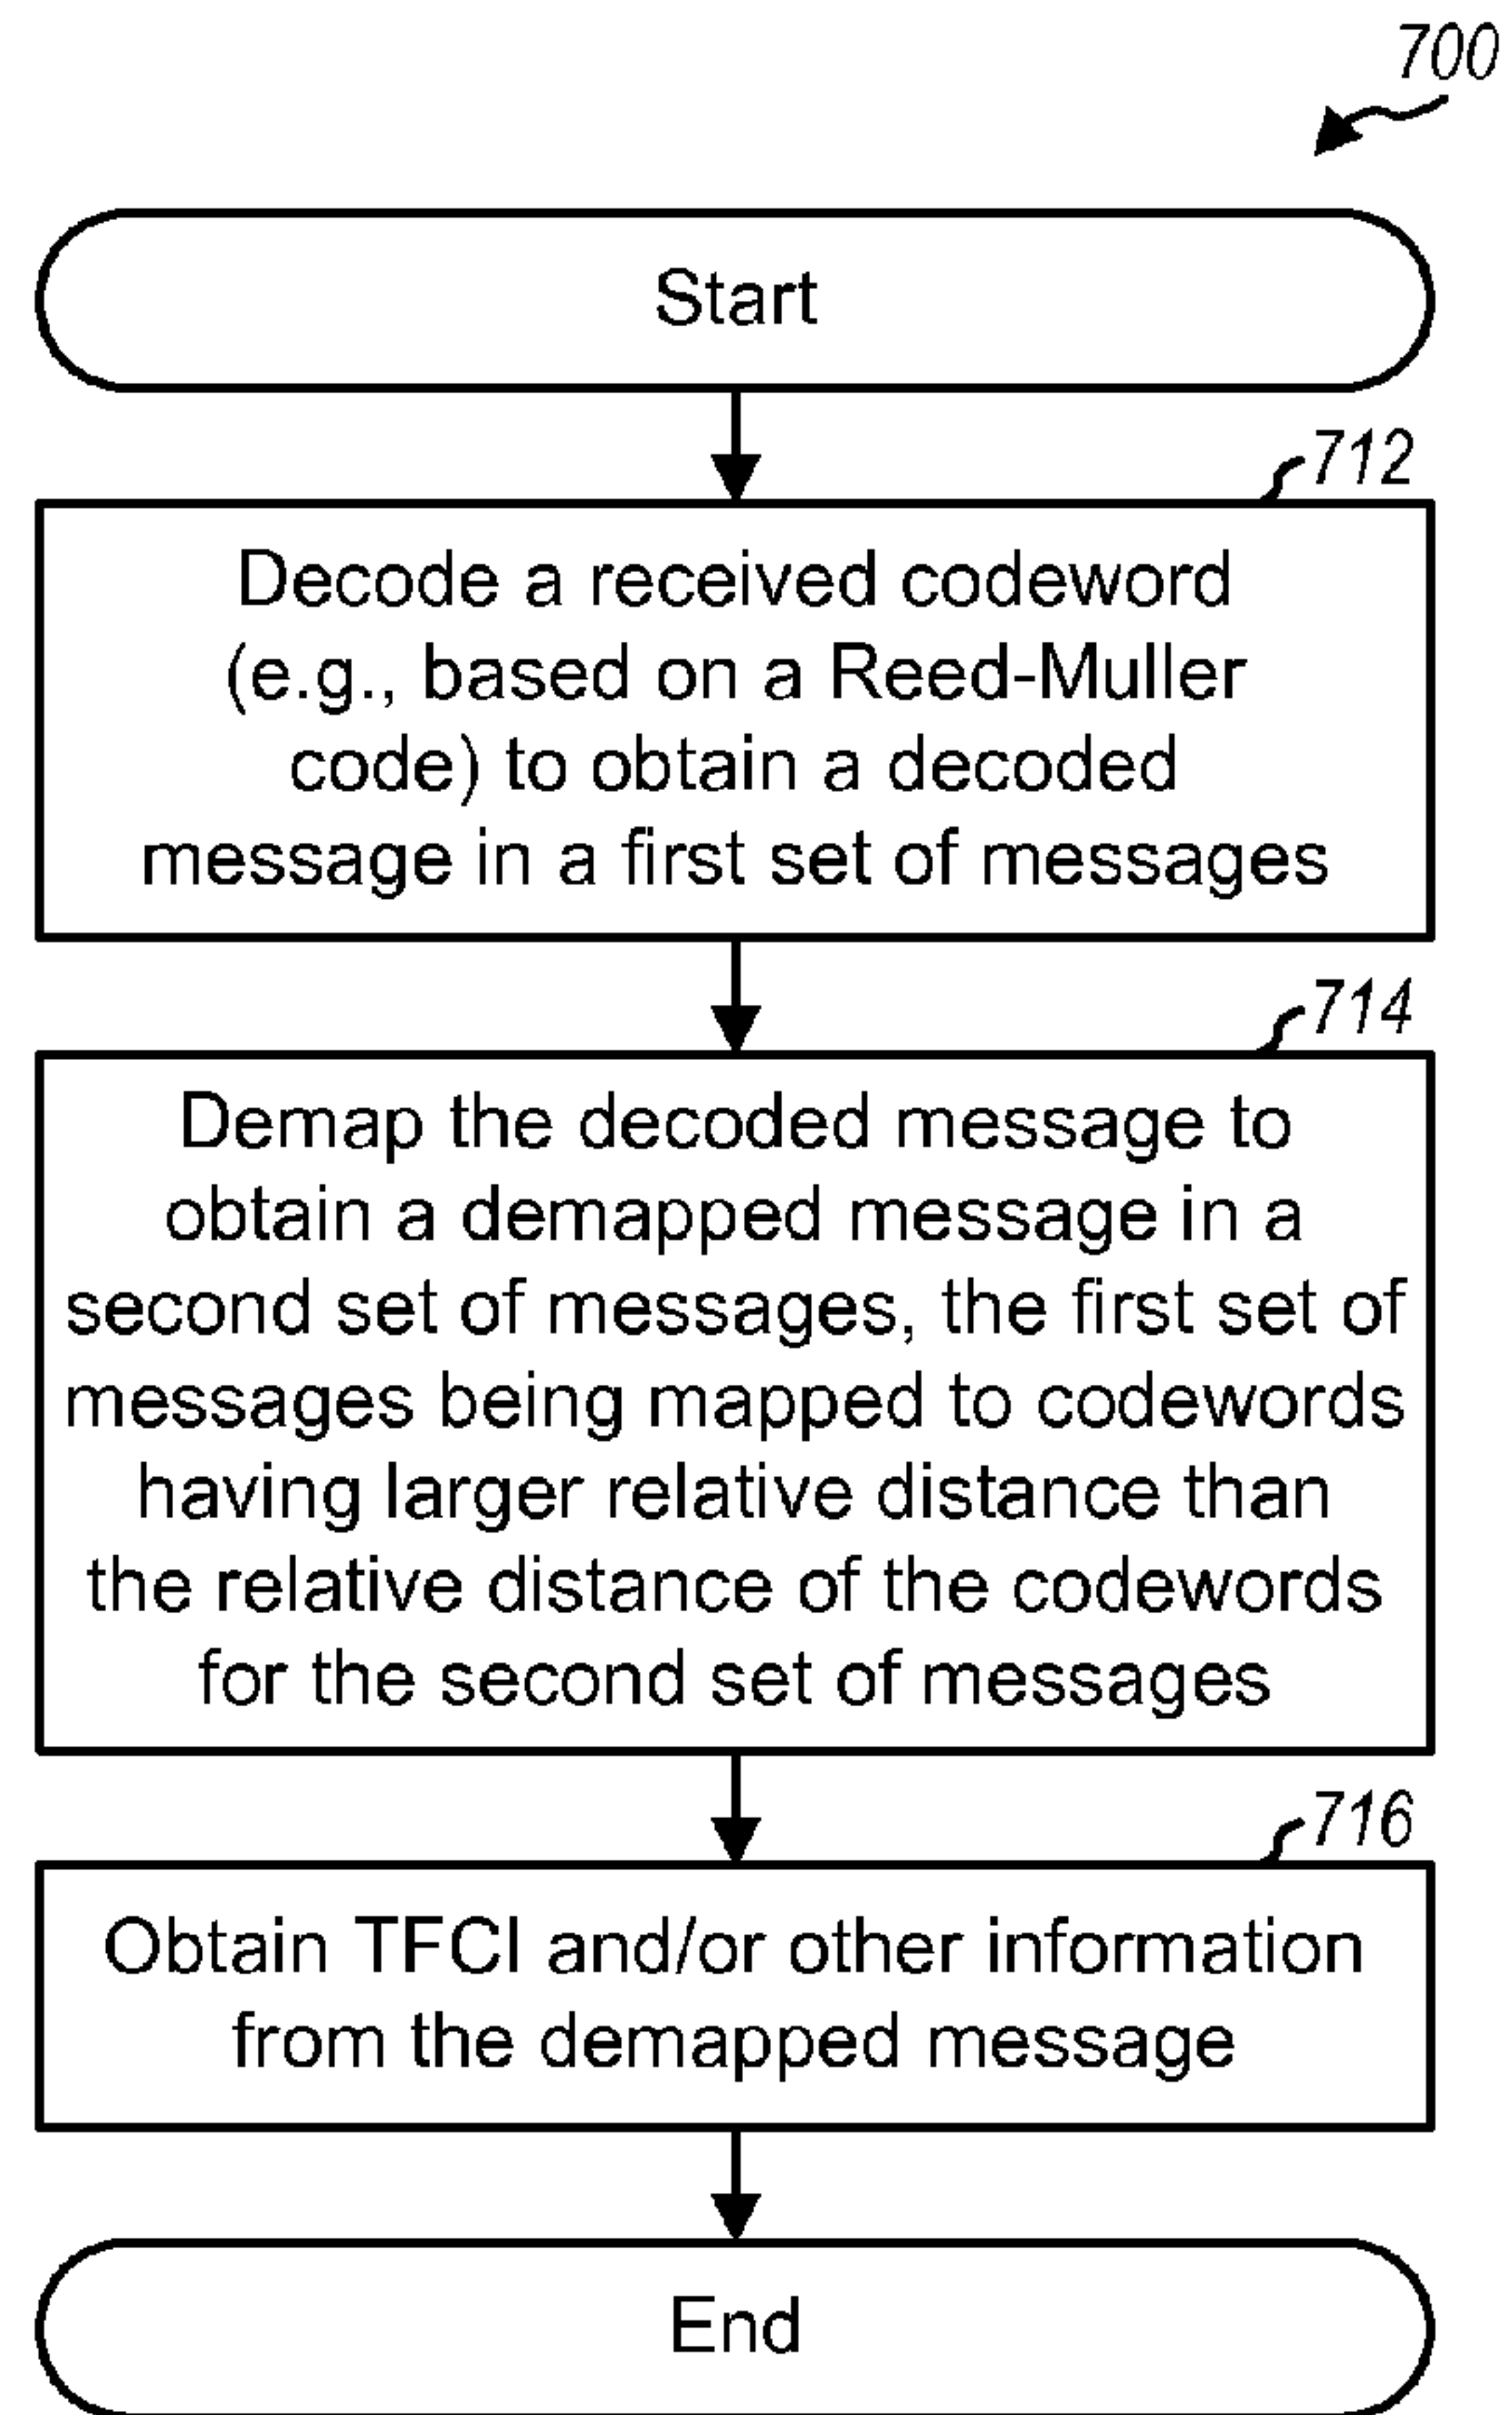 700
Start
712
Decode a received codeword
(e.g., based on a Reed-Muller
code) to obtain a decoded
message in a first set of messages
714
Demap the decoded message to
obtain a demapped message in a
second set of messages, the first set of
messages being mapped to codewords
having larger relative distance than
the relative distance of the codewords
for the second set of messages
716
Obtain TFCI and/or other information
from the demapped message
End